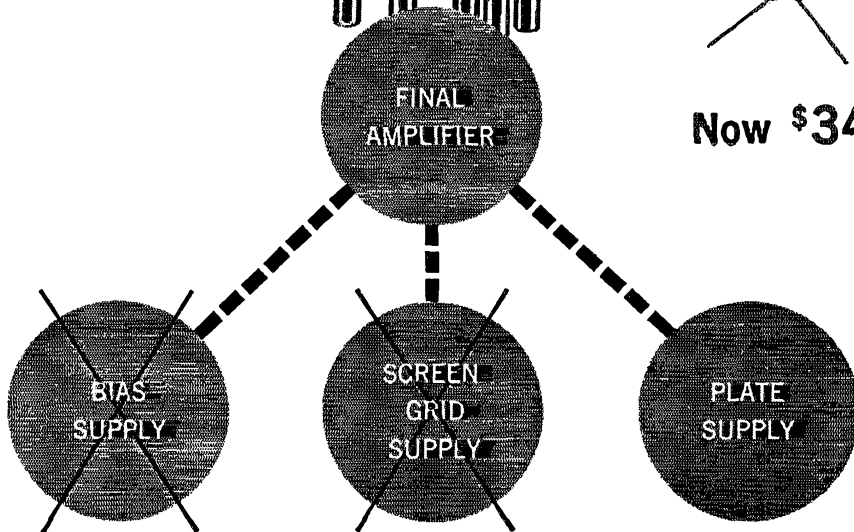 FINAL
AMPLIFIER
Now $34
BIAS
SUPPLY
SCREEN
GRID
SUPPLY
PLATE
SUPPLY